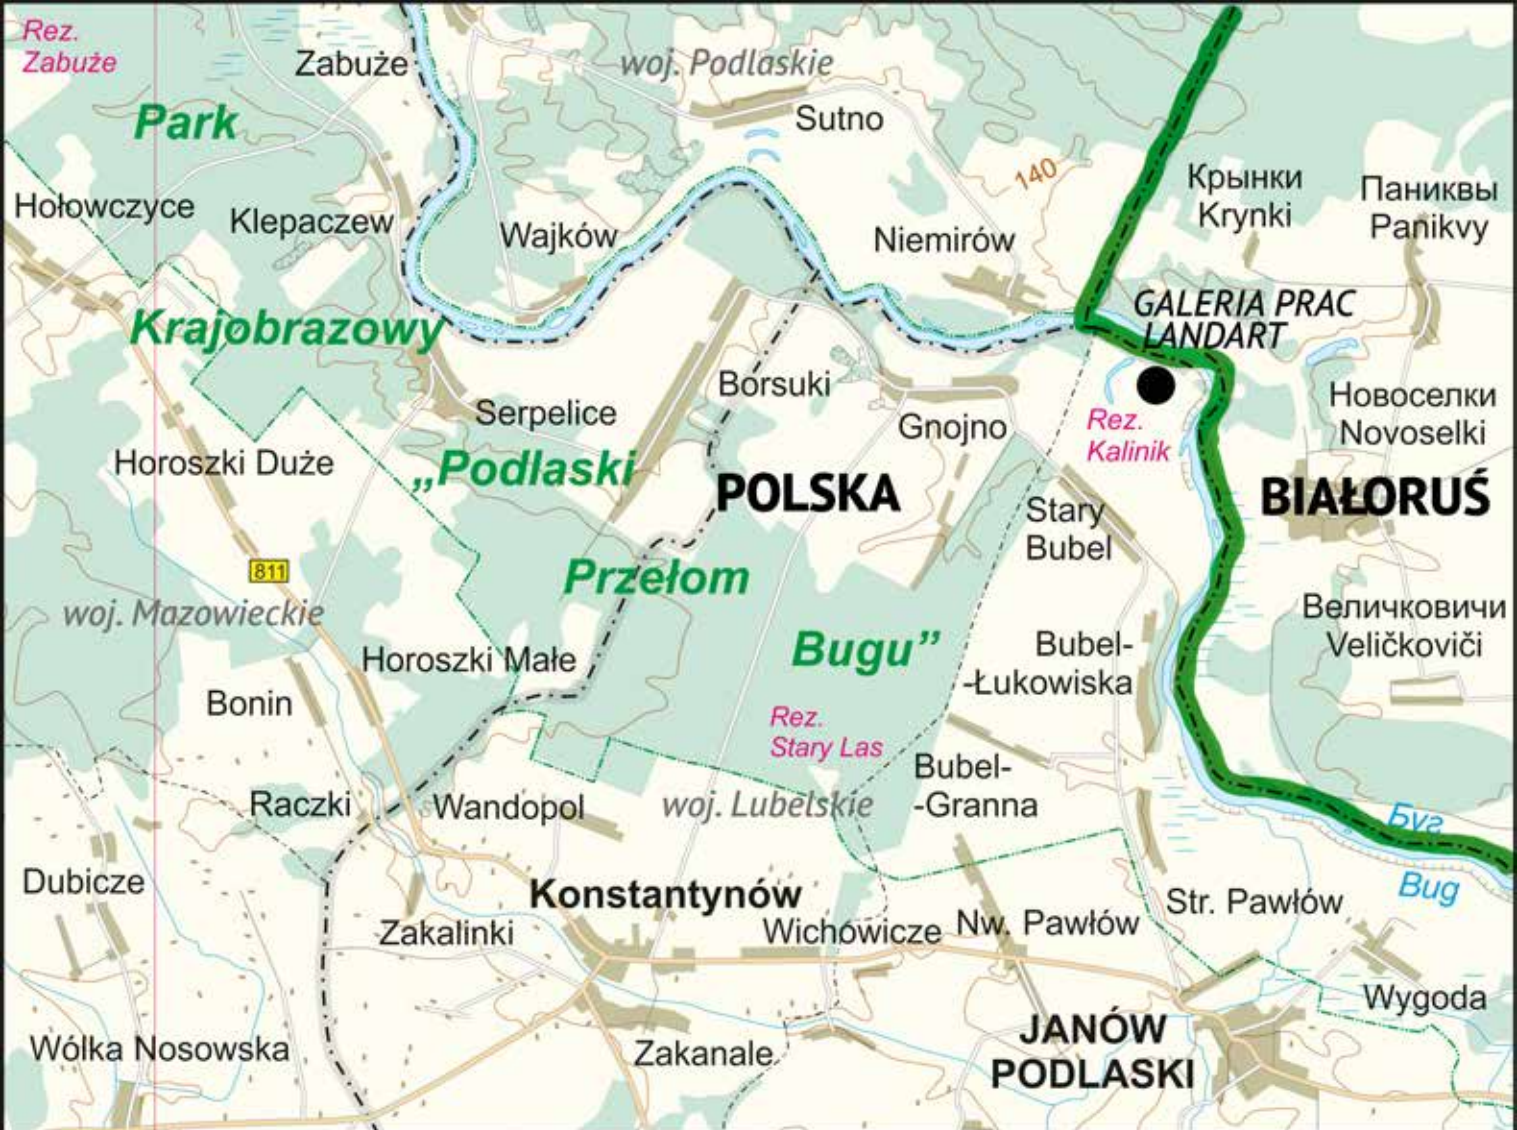 Rez.
Zabuże
Zabuże
woj. Podlaskie
Park
Sutno
140
Крынки
Krynki
Паниквы
Panikvy
Hołowczyce
Klepaczew
Wajków
Niemirów
Krajobrazowy
GALERIA PRAC
LANDART
Borsuki
Serpelice
Gnojno
Rez.
Kalinik
Новоселки
Novoselki
Horoszki Duże
„Podlaski
POLSKA
BIAŁORUŚ
Stary
Bubel
811
Przełom
woj. Mazowieckie
Величковичи
Veličkoviči
Horoszki Małe
Bugu”
Bubel-
-Łukowiska
Bonin
Rez.
Stary Las
Bubel-
-Granna
Raczki
Wandopol
woj. Lubelskie
Буг
Bug
Dubicze
Konstantynów
Str. Pawłów
Zakalinki
Wichowicze
Nw. Pawłów
Wygoda
Wólka Nosowska
Zakanale
JANÓW
PODLASKI